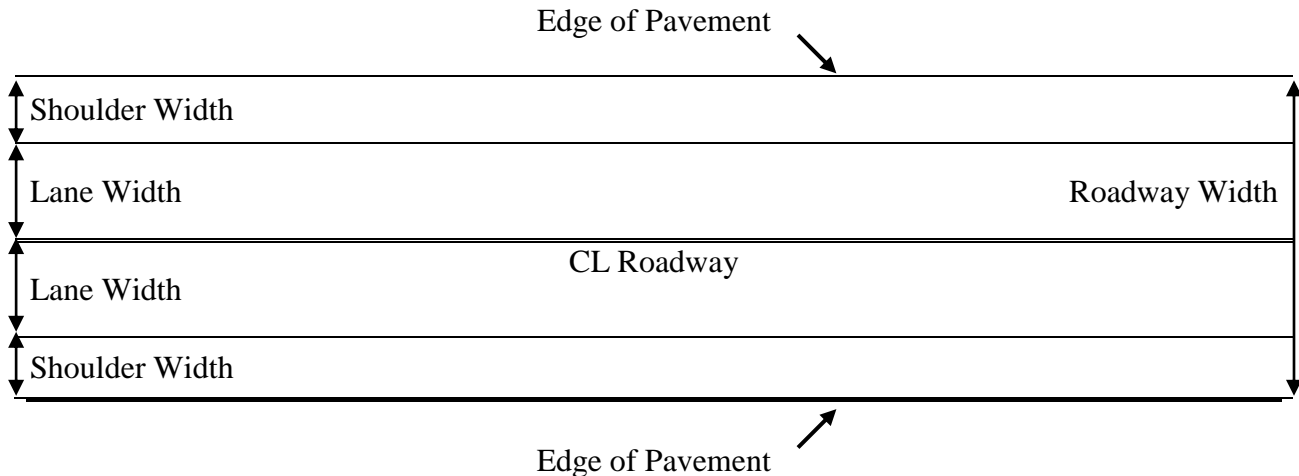 Edge of Pavement
Shoulder Width
Lane Width
Roadway Width
CL Roadway
Lane Width
Shoulder Width
Edge of Pavement